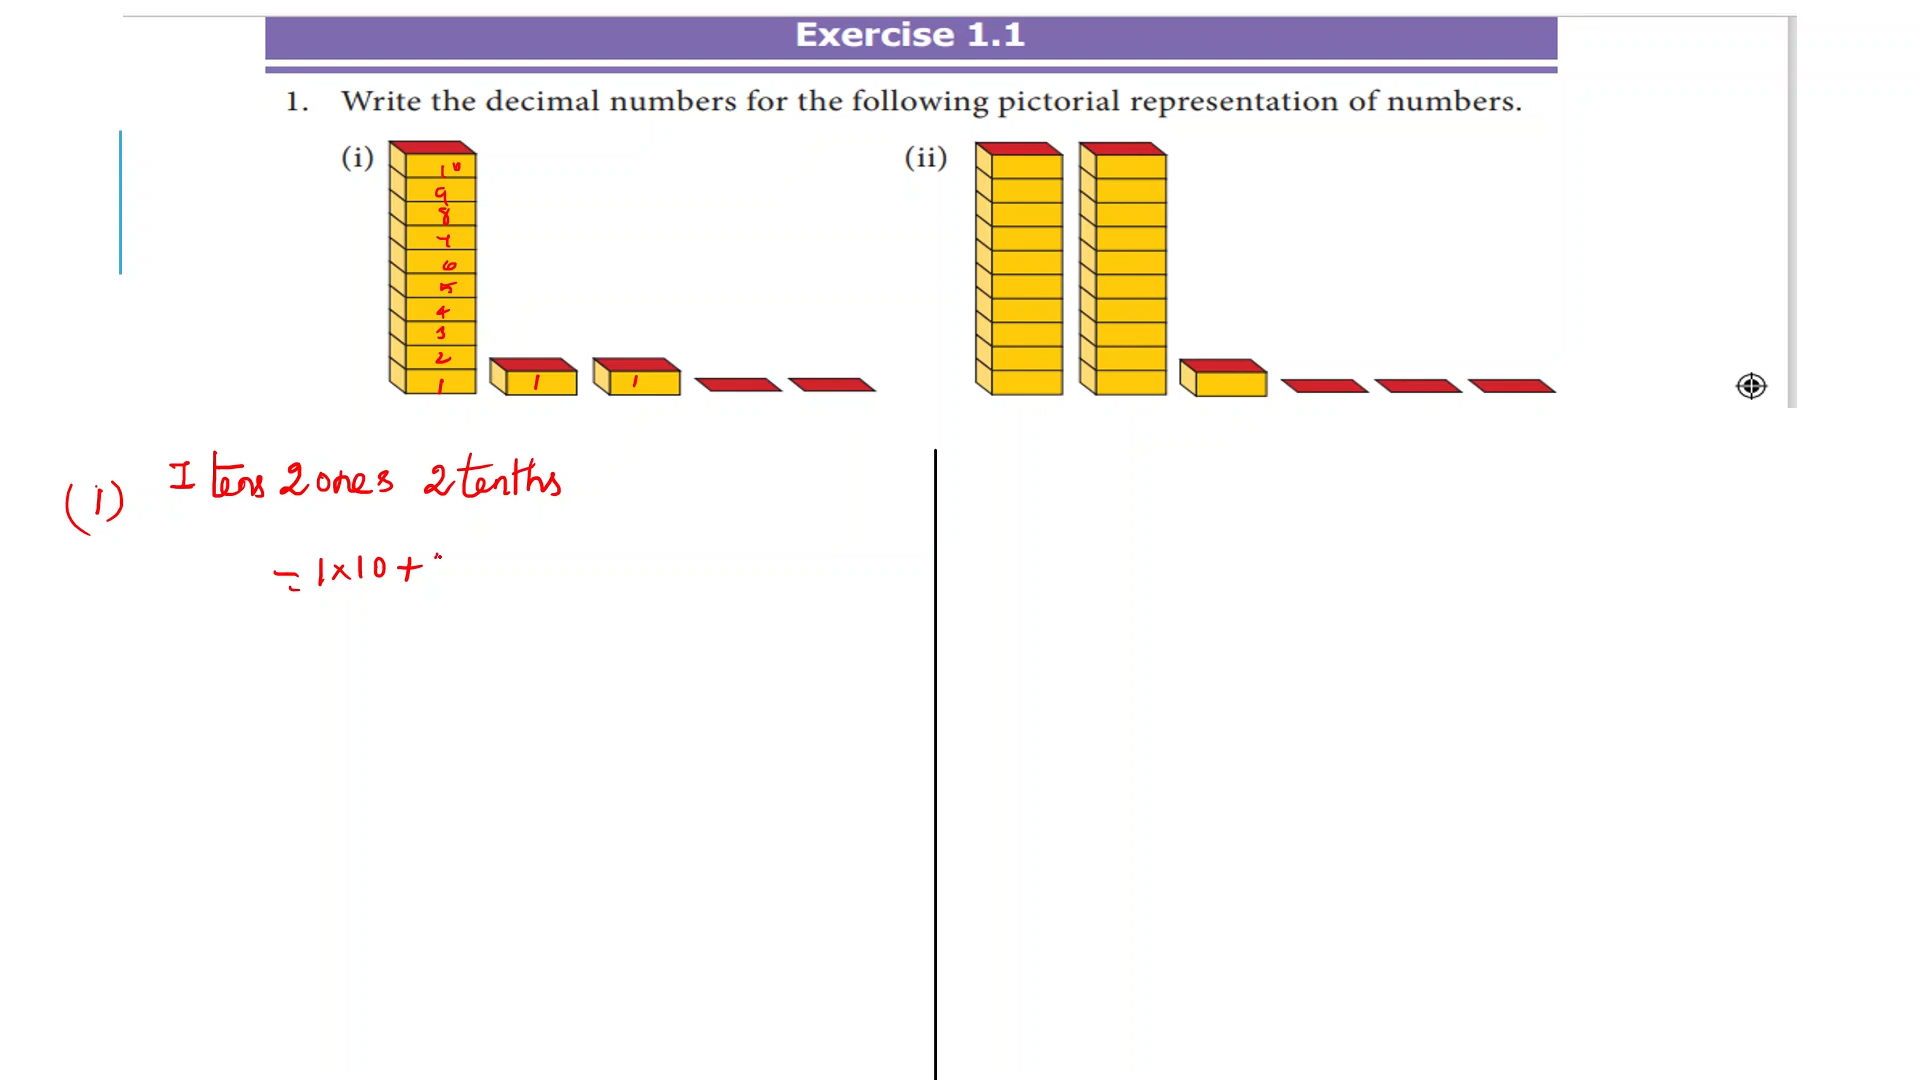 Exercise 1.1
1. Write the decimal numbers for the following pictorial representation of numbers.
(i)
10
9
8
7
6
5
4
3
2
1
1
1
(ii)
(1) I tens 2 ones 2 tenths
= 1 × 10 +